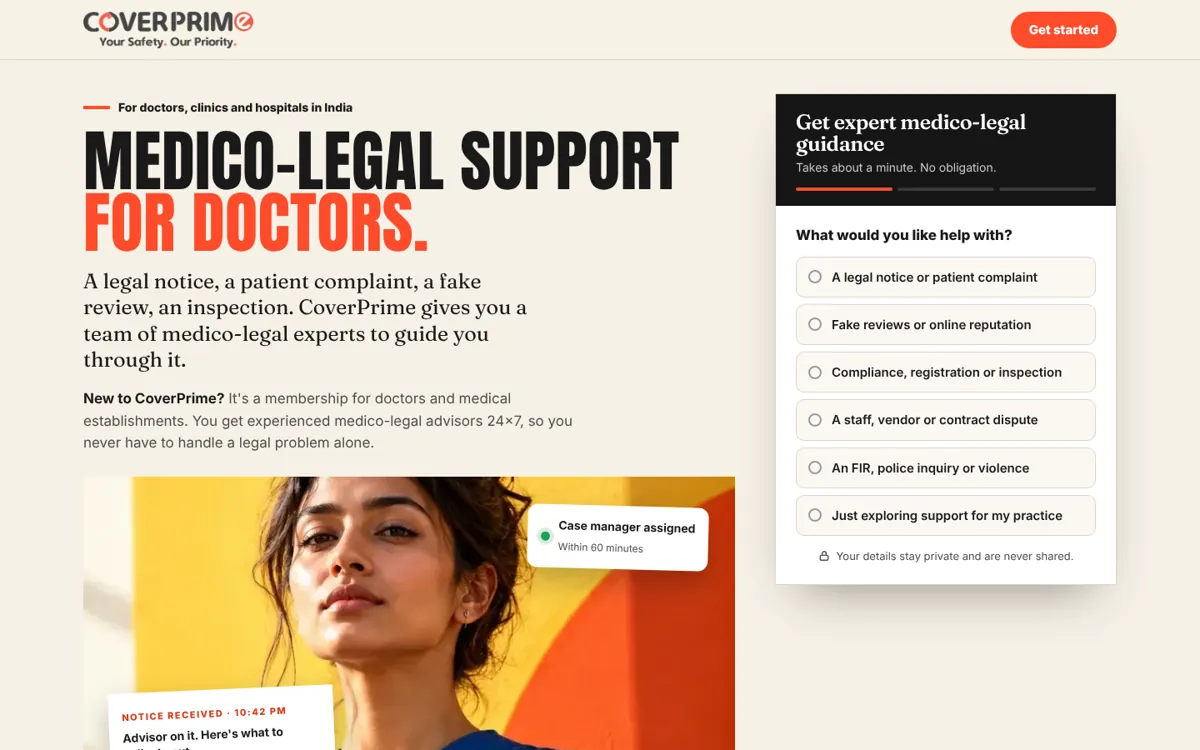 COVERPRIME
Your Safety. Our Priority.
Get started
For doctors, clinics and hospitals in India
MEDICO-LEGAL SUPPORT
FOR DOCTORS.
A legal notice, a patient complaint, a fake
review, an inspection. CoverPrime gives you a
team of medico-legal experts to guide you
through it.
New to CoverPrime? It's a membership for doctors and medical
establishments. You get experienced medico-legal advisors 24×7, so you
never have to handle a legal problem alone.
Case manager assigned
Within 60 minutes
NOTICE RECEIVED · 10:42 PM
Advisor on it. Here's what to
Get expert medico-legal
guidance
Takes about a minute. No obligation.
What would you like help with?
A legal notice or patient complaint
Fake reviews or online reputation
Compliance, registration or inspection
A staff, vendor or contract dispute
An FIR, police inquiry or violence
Just exploring support for my practice
Your details stay private and are never shared.